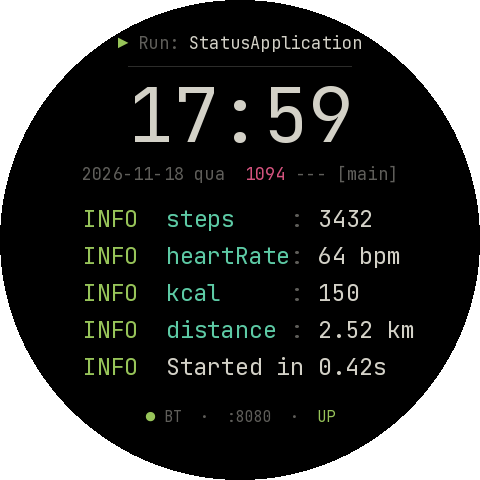 ▶ Run: StatusApplication
17:59
2026-11-18 qua 1094 --- [main]
INFO steps : 3432
INFO heartRate: 64 bpm
INFO kcal : 150
INFO distance : 2.52 km
INFO Started in 0.42s
● BT · :8080 · UP